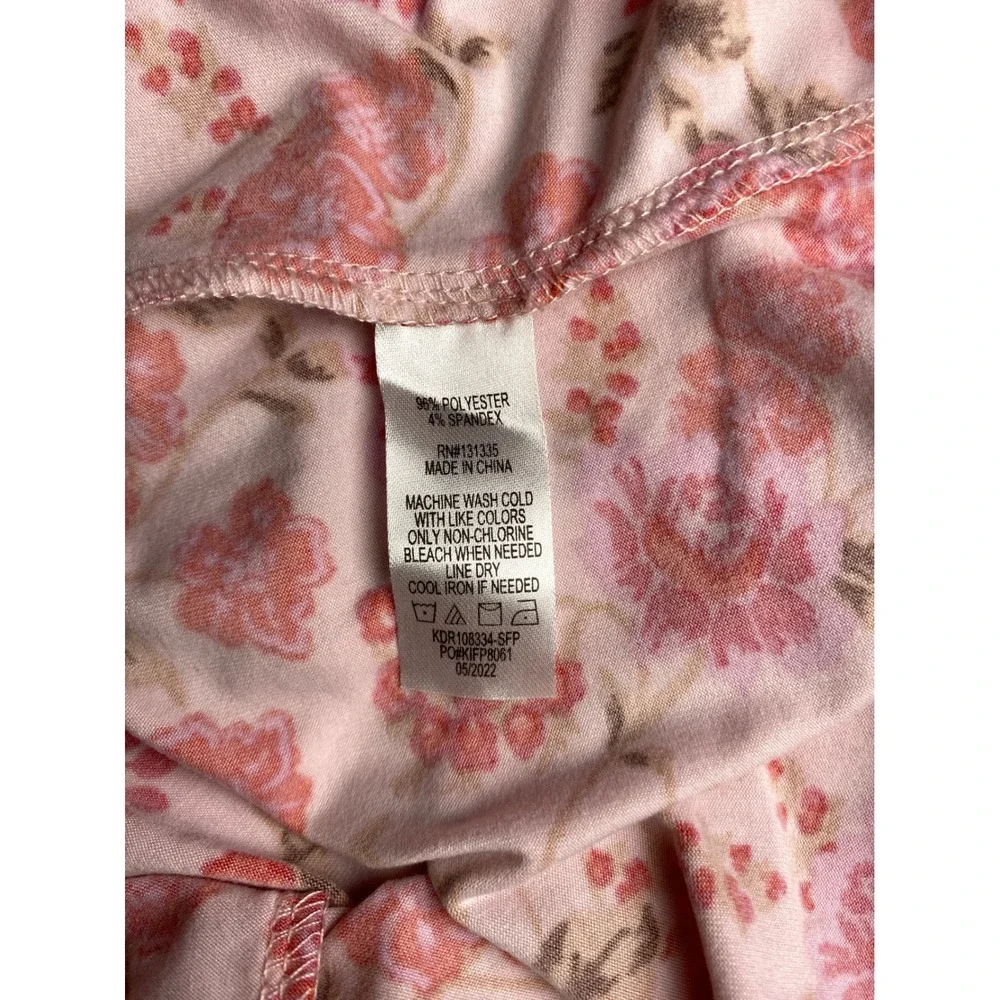 96% POLYESTER
4% SPANDEX
RN#131335
MADE IN CHINA
MACHINE WASH COLD
WITH LIKE COLORS
ONLY NON-CHLORINE
BLEACH WHEN NEEDED
LINE DRY
COOL IRON IF NEEDED
KDR108334-SFP
PO#KIFP8061
05/2022